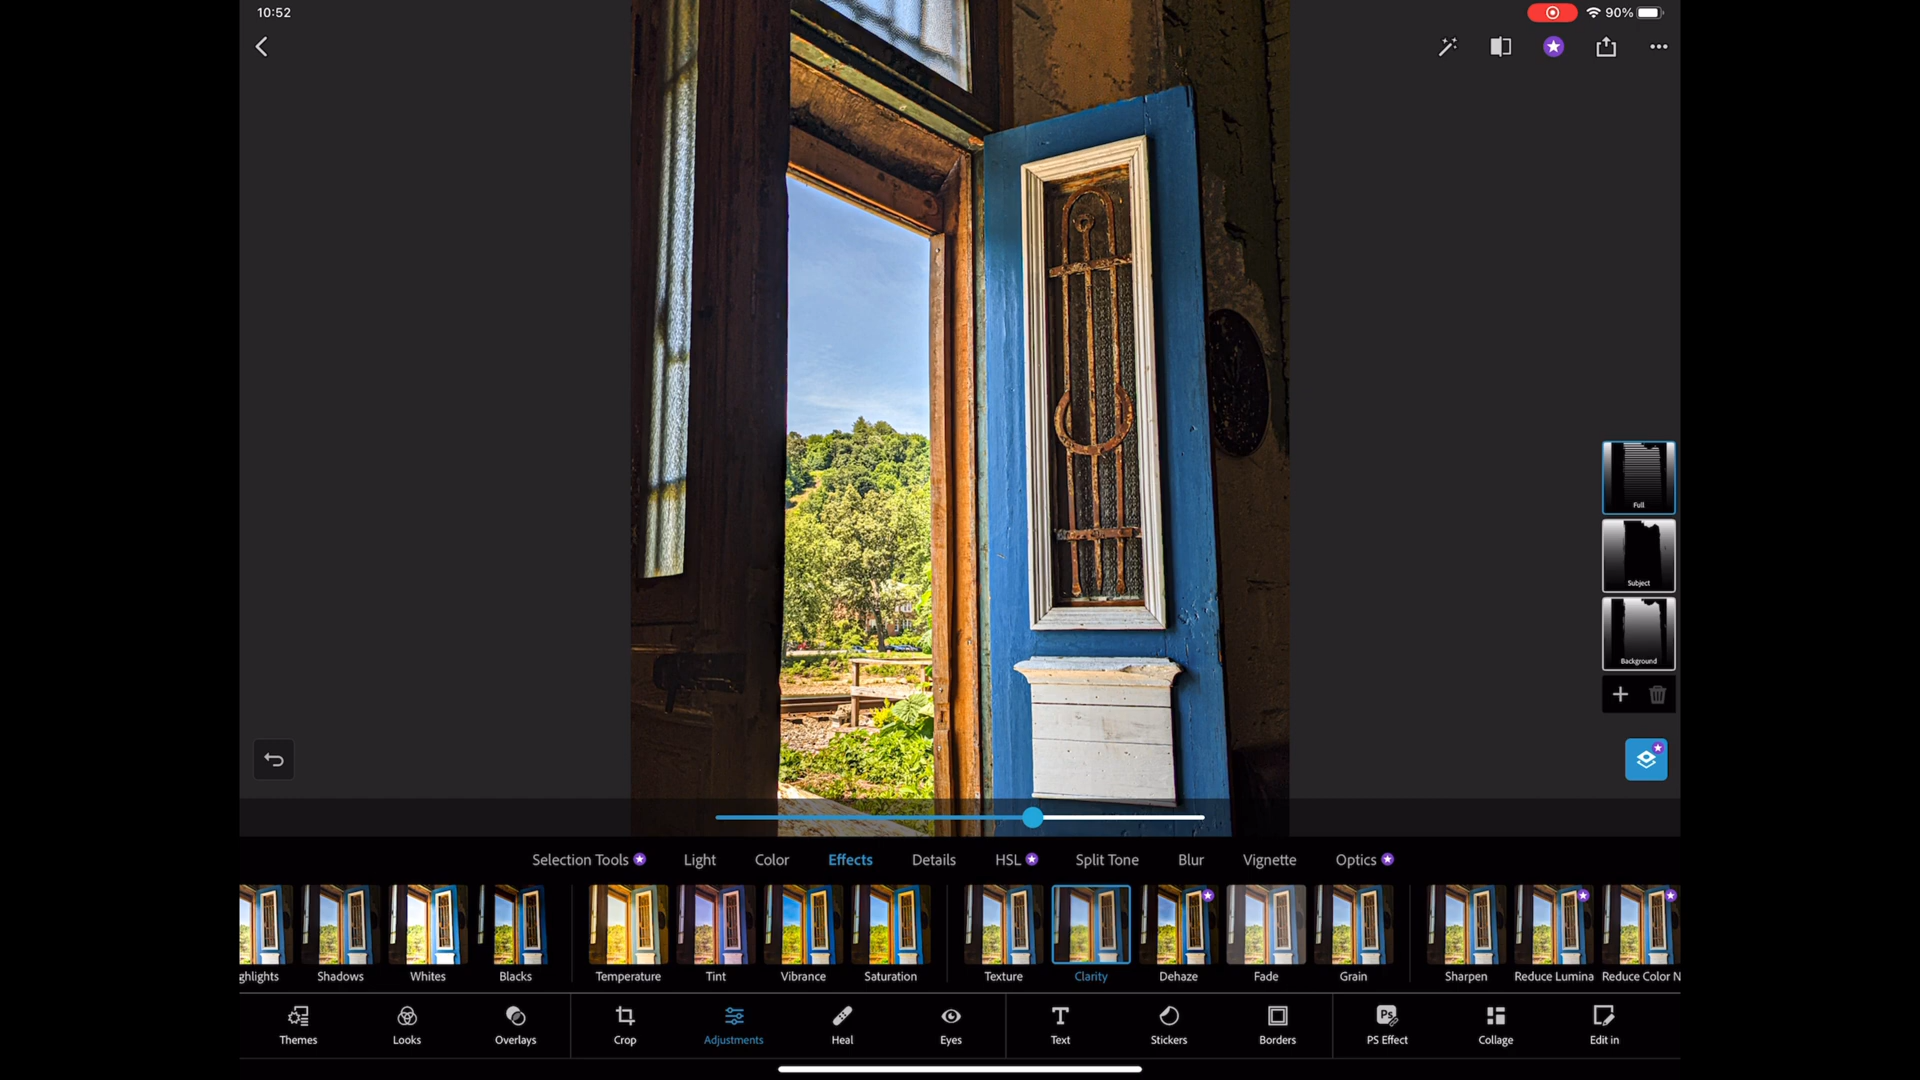 10:52
90%
Full
Subject
Background
Selection Tools Light Color Effects Details HSL Split Tone Blur Vignette Optics
ghlights Shadows Whites Blacks Temperature Tint Vibrance Saturation Texture Clarity Dehaze Fade Grain Sharpen Reduce Lumina Reduce Color N
Ps
T
Themes Looks Overlays Crop Adjustments Heal Eyes Text Stickers Borders PS Effect Collage Edit in